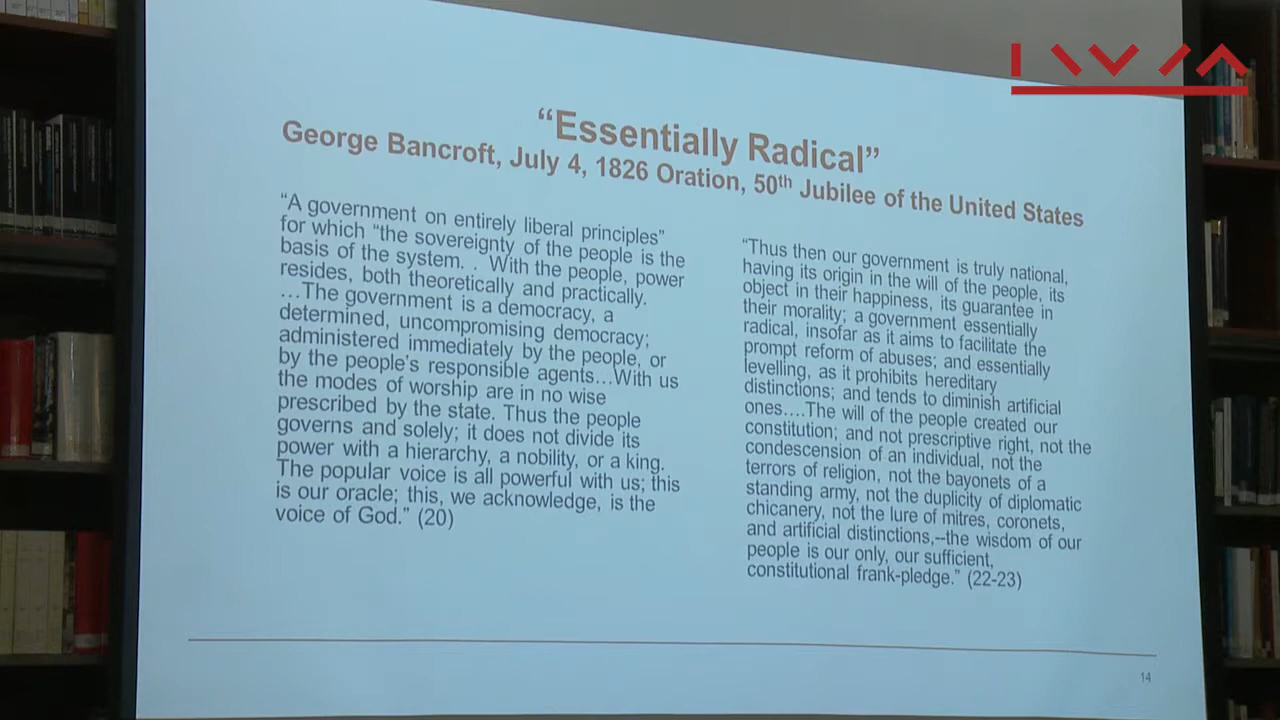 “Essentially Radical”
George Bancroft, July 4, 1826 Oration, 50th Jubilee of the United States
“A government on entirely liberal principles”
for which “the sovereignty of the people is the
basis of the system. . With the people, power
resides, both theoretically and practically.
…The government is a democracy, a
determined, uncompromising democracy;
administered immediately by the people, or
by the people’s responsible agents…With us
the modes of worship are in no wise
prescribed by the state. Thus the people
governs and solely; it does not divide its
power with a hierarchy, a nobility, or a king.
The popular voice is all powerful with us; this
is our oracle; this, we acknowledge, is the
voice of God.” (20)
“Thus then our government is truly national,
having its origin in the will of the people, its
object in their happiness, its guarantee in
their morality; a government essentially
radical, insofar as it aims to facilitate the
prompt reform of abuses; and essentially
levelling, as it prohibits hereditary
distinctions; and tends to diminish artificial
ones….The will of the people created our
constitution; and not prescriptive right, not the
condescension of an individual, not the
terrors of religion, not the bayonets of a
standing army, not the duplicity of diplomatic
chicanery, not the lure of mitres, coronets,
and artificial distinctions,--the wisdom of our
people is our only, our sufficient,
constitutional frank-pledge.” (22-23)
14